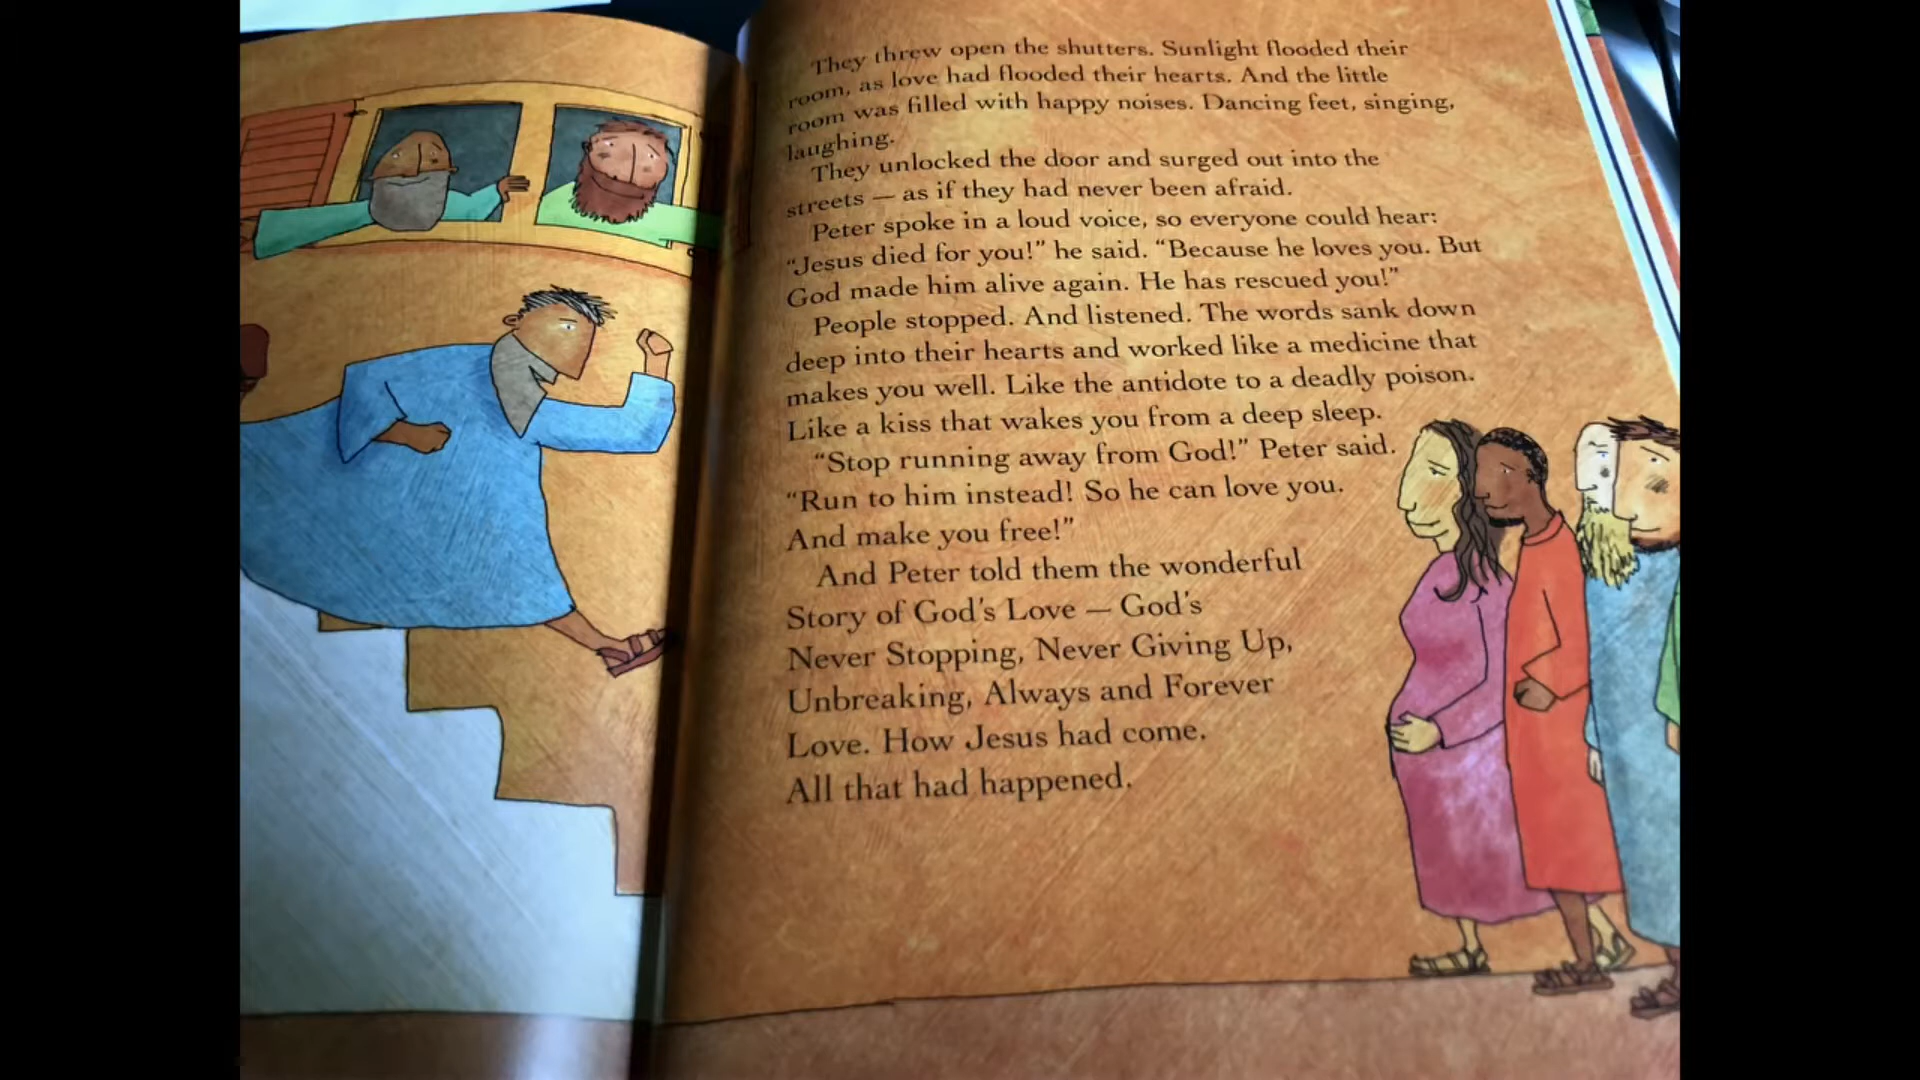 They threw open the shutters. Sunlight flooded their
room, as love had flooded their hearts. And the little
room was filled with happy noises. Dancing feet, singing,
laughing.
They unlocked the door and surged out into the
streets — as if they had never been afraid.
Peter spoke in a loud voice, so everyone could hear:
“Jesus died for you!” he said. “Because he loves you. But
God made him alive again. He has rescued you!”
People stopped. And listened. The words sank down
deep into their hearts and worked like a medicine that
makes you well. Like the antidote to a deadly poison.
Like a kiss that wakes you from a deep sleep.
“Stop running away from God!” Peter said.
“Run to him instead! So he can love you.
And make you free!”
And Peter told them the wonderful
Story of God's Love — God's
Never Stopping, Never Giving Up,
Unbreaking, Always and Forever
Love. How Jesus had come.
All that had happened.